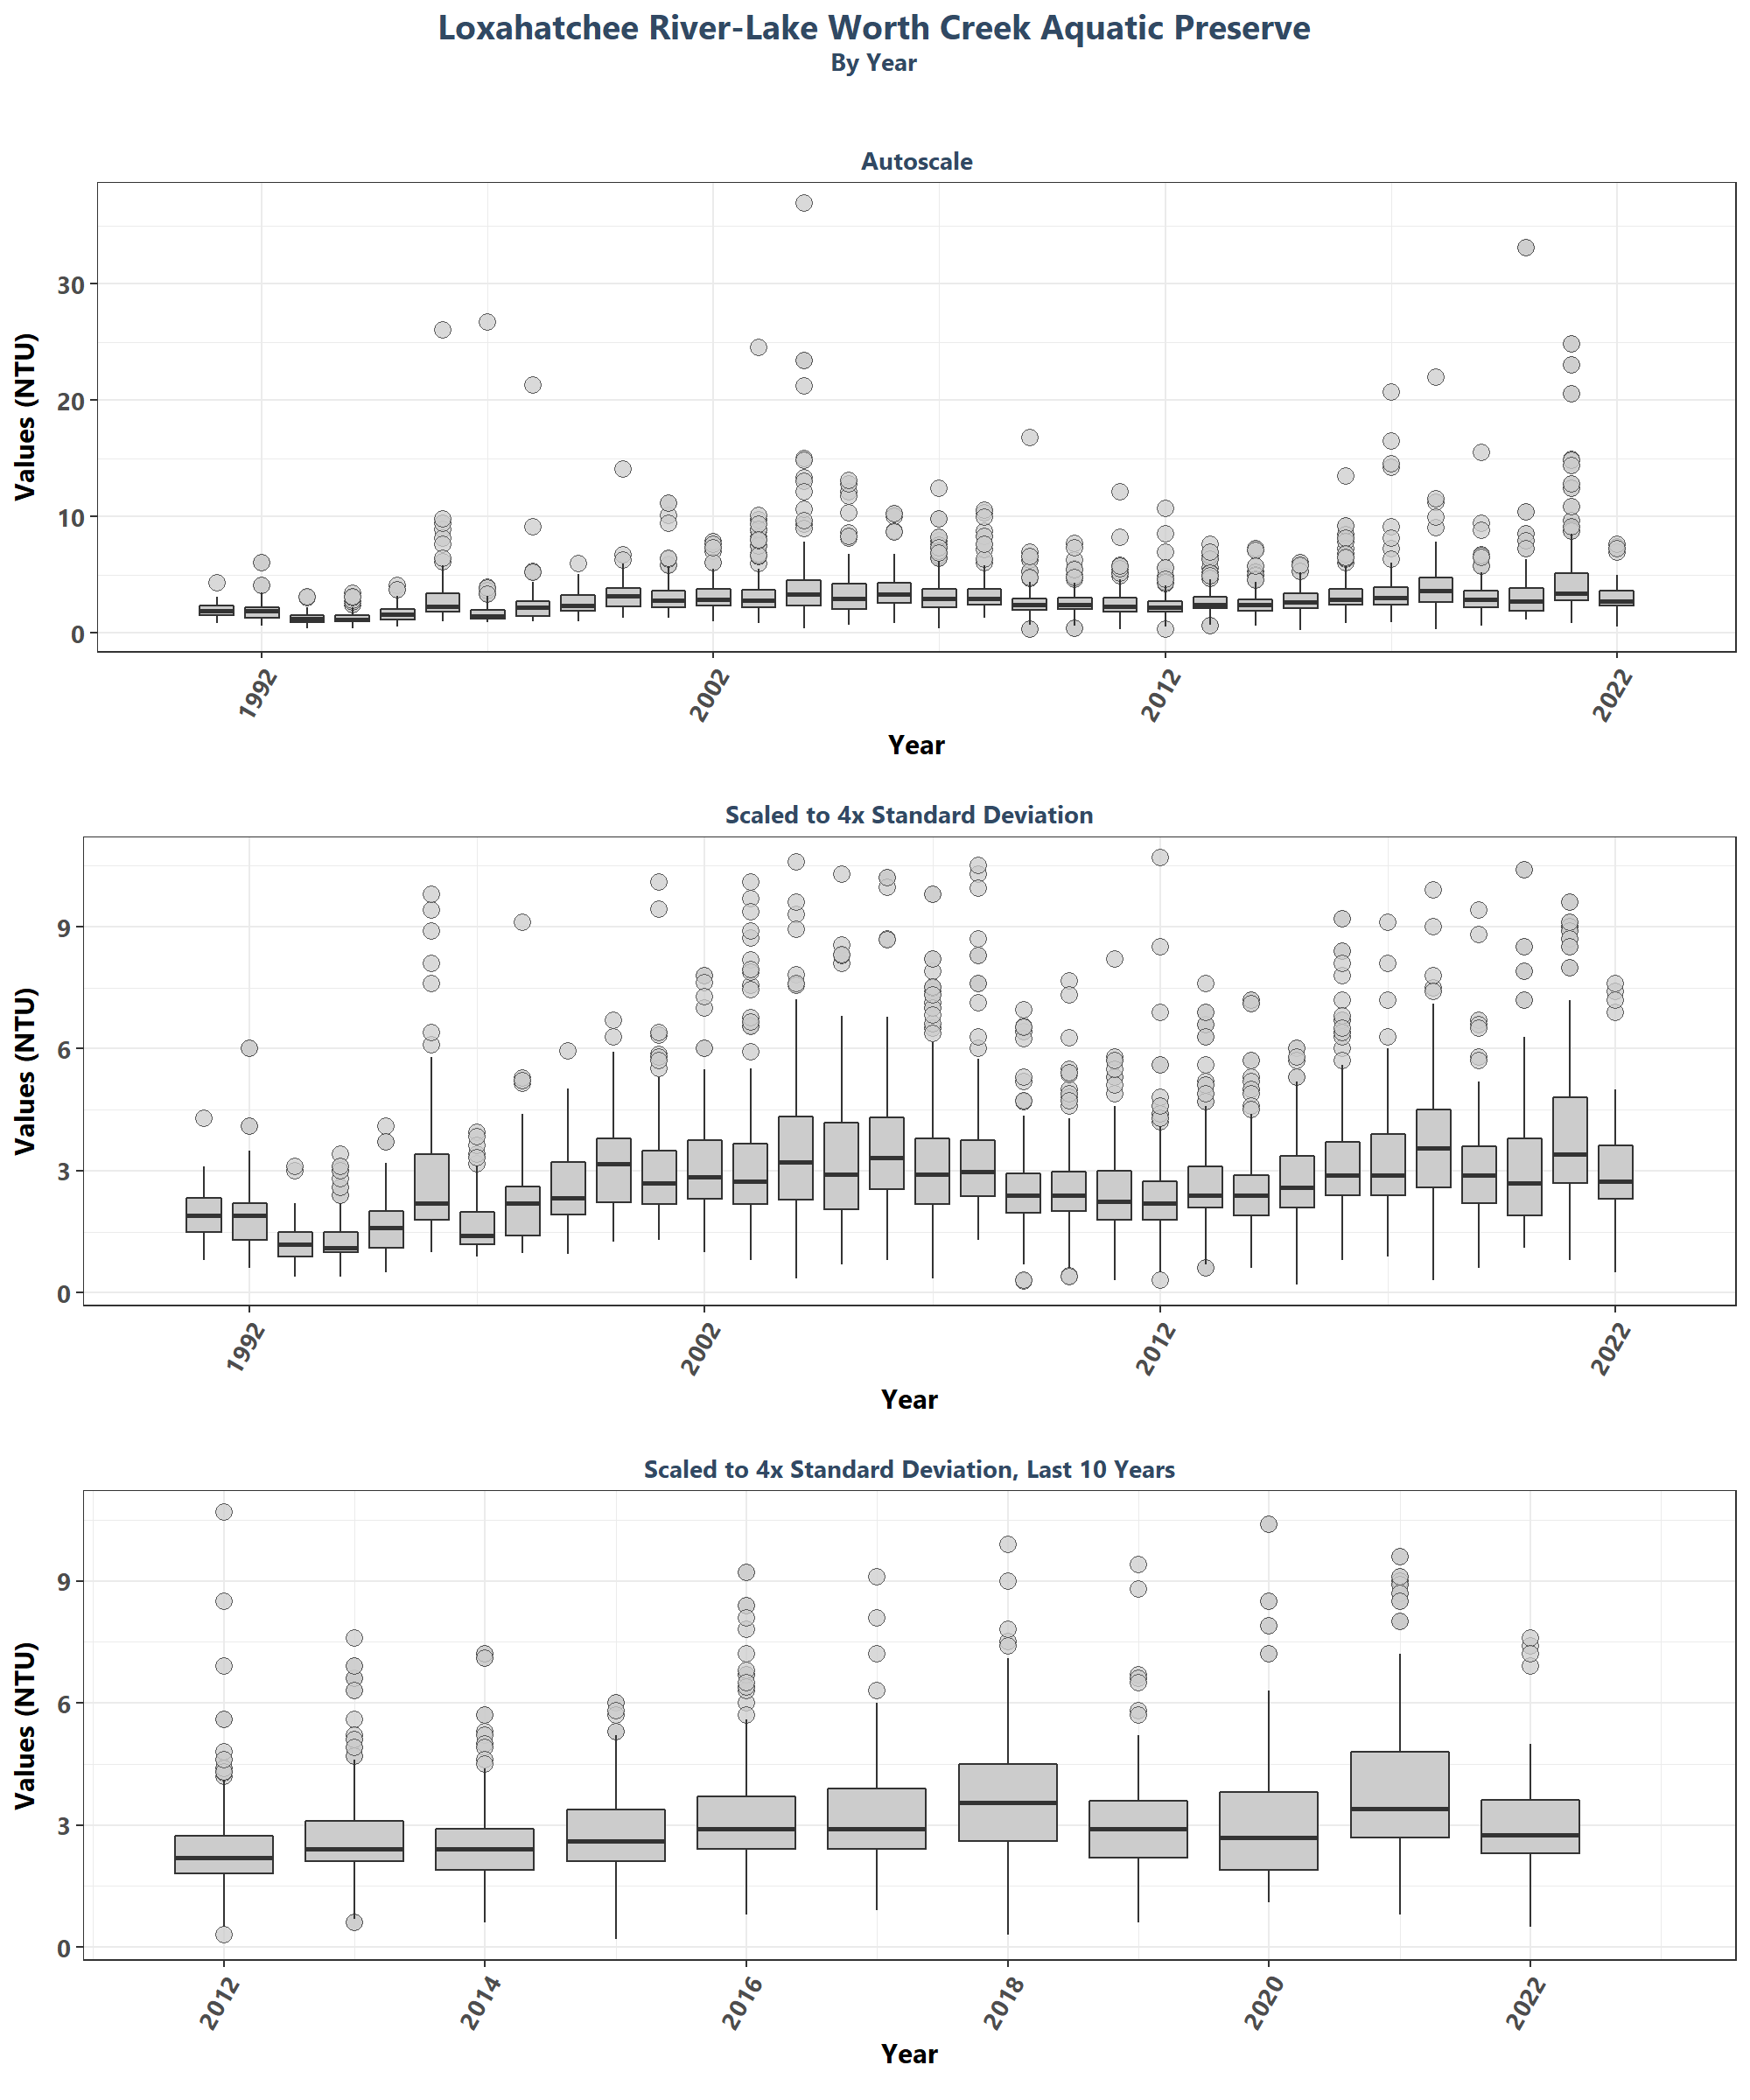 Loxahatchee River-Lake Worth Creek Aquatic Preserve
By Year
Autoscale
Values (NTU)
30
20
10
0
1992
2002
2012
2022
Year
Scaled to 4x Standard Deviation
Values (NTU)
9
6
3
0
1992
2002
2012
2022
Year
Scaled to 4x Standard Deviation, Last 10 Years
Values (NTU)
9
6
3
0
2012
2014
2016
2018
2020
2022
Year